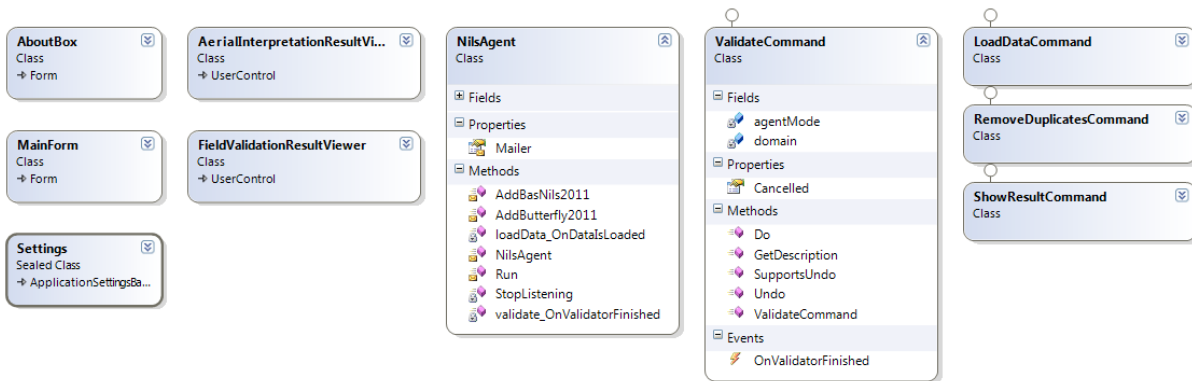 AboutBox
Class
Form
AerialInterpretationResultVi...
Class
UserControl
MainForm
Class
Form
FieldValidationResultViewer
Class
UserControl
Settings
Sealed Class
ApplicationSettingsBa...
NilsAgent
Class
Fields
Properties
Mailer
Methods
AddBasNils2011
AddButterfly2011
loadData_OnDataIsLoaded
NilsAgent
Run
StopListening
validate_OnValidatorFinished
ValidateCommand
Class
Fields
agentMode
domain
Properties
Cancelled
Methods
Do
GetDescription
SupportsUndo
Undo
ValidateCommand
Events
OnValidatorFinished
LoadDataCommand
Class
RemoveDuplicatesCommand
Class
ShowResultCommand
Class